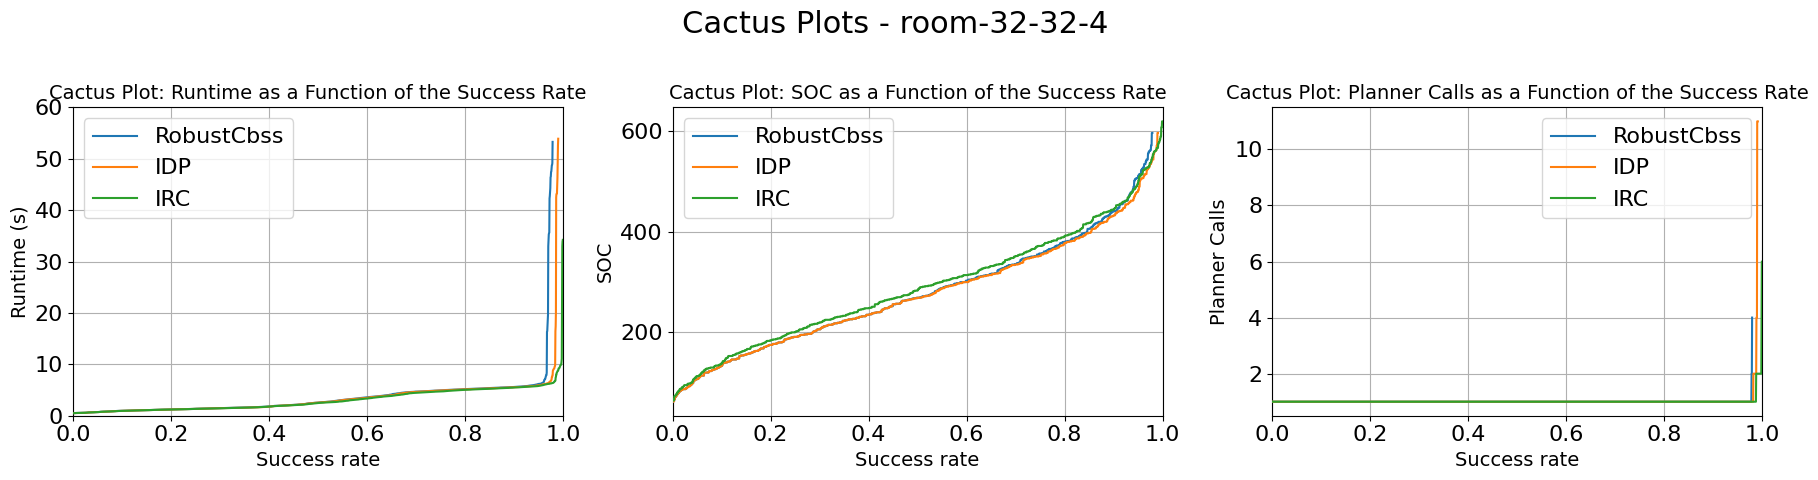 Cactus Plots - room-32-32-4
Cactus Plot: Runtime as a Function of the Success Rate
60
50
40
30
20
10
0
Runtime (s)
RobustCbss
IDP
IRC
0.0 0.2 0.4 0.6 0.8 1.0
Success rate
Cactus Plot: SOC as a Function of the Success Rate
600
400
200
SOC
RobustCbss
IDP
IRC
0.0 0.2 0.4 0.6 0.8 1.0
Success rate
Cactus Plot: Planner Calls as a Function of the Success Rate
10
8
6
4
2
Planner Calls
RobustCbss
IDP
IRC
0.0 0.2 0.4 0.6 0.8 1.0
Success rate